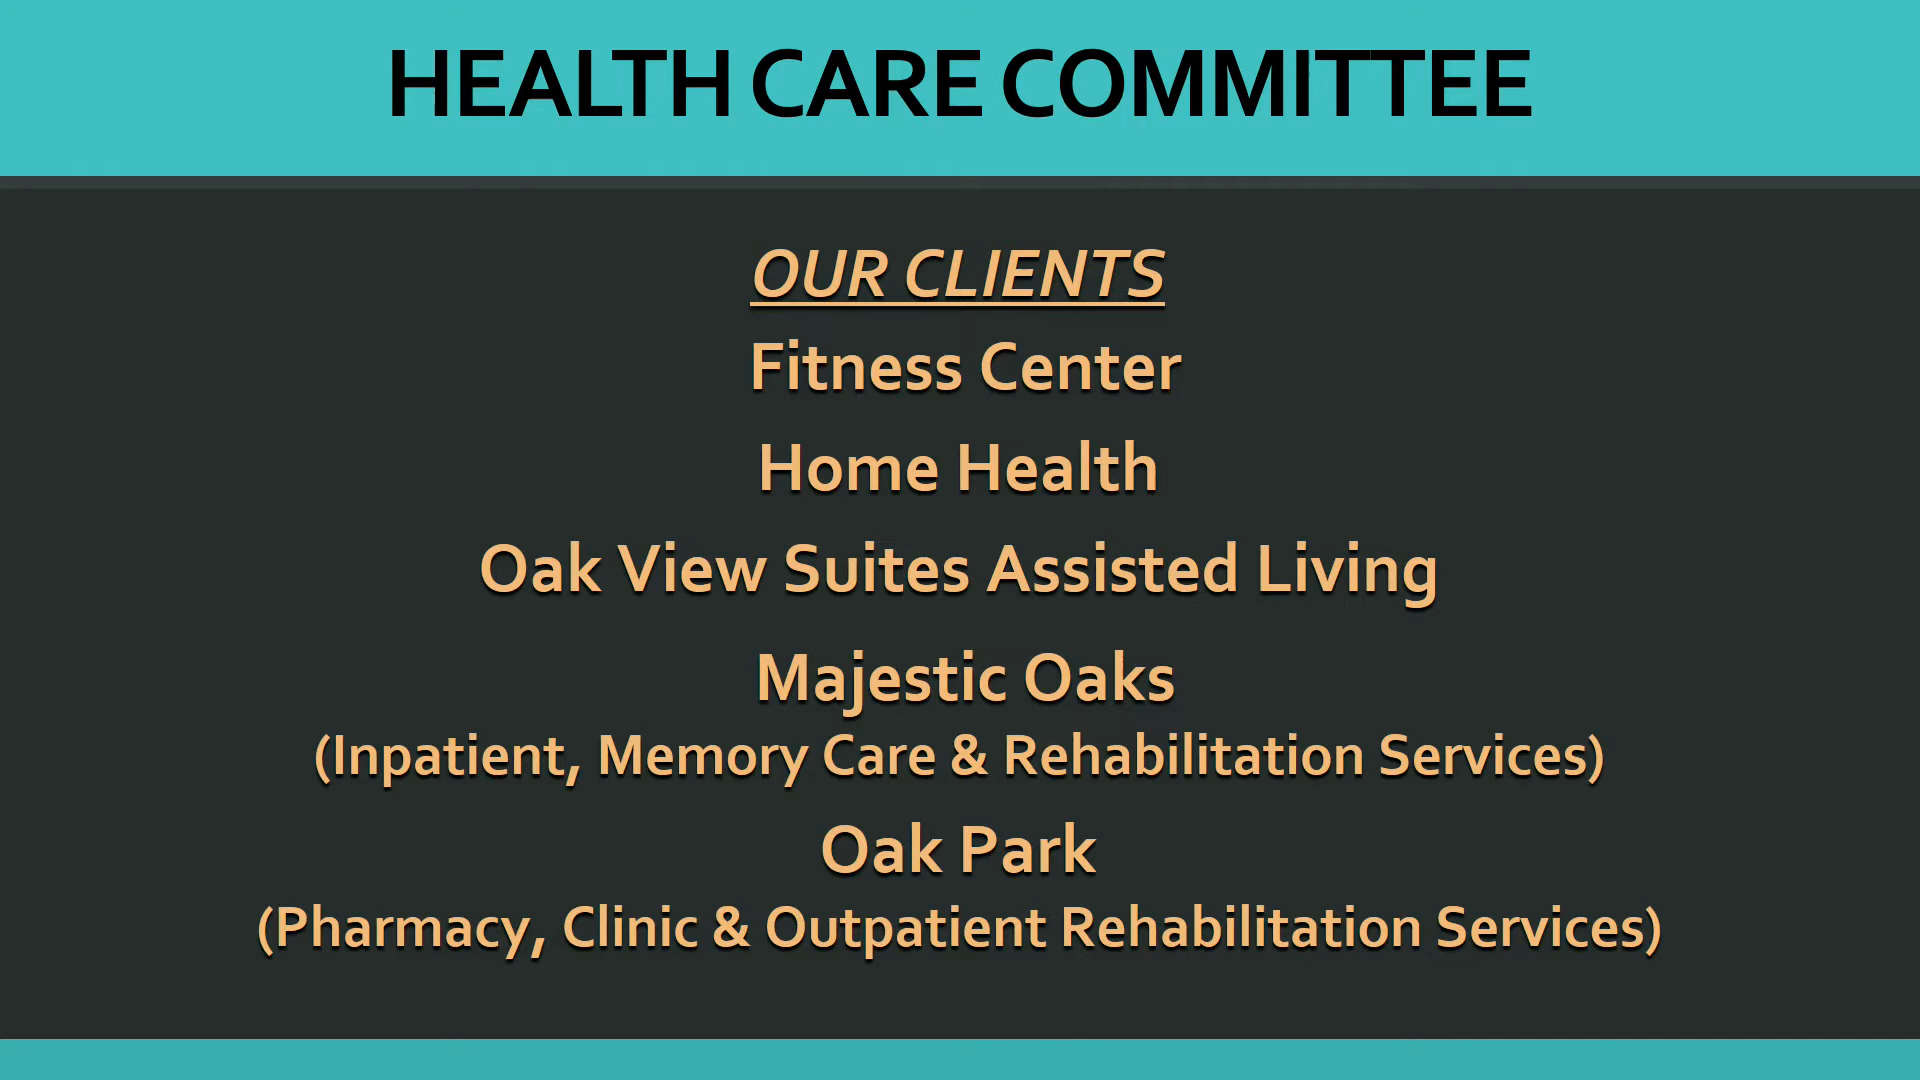 HEALTH CARE COMMITTEE
OUR CLIENTS
Fitness Center
Home Health
Oak View Suites Assisted Living
Majestic Oaks
(Inpatient, Memory Care & Rehabilitation Services)
Oak Park
(Pharmacy, Clinic & Outpatient Rehabilitation Services)